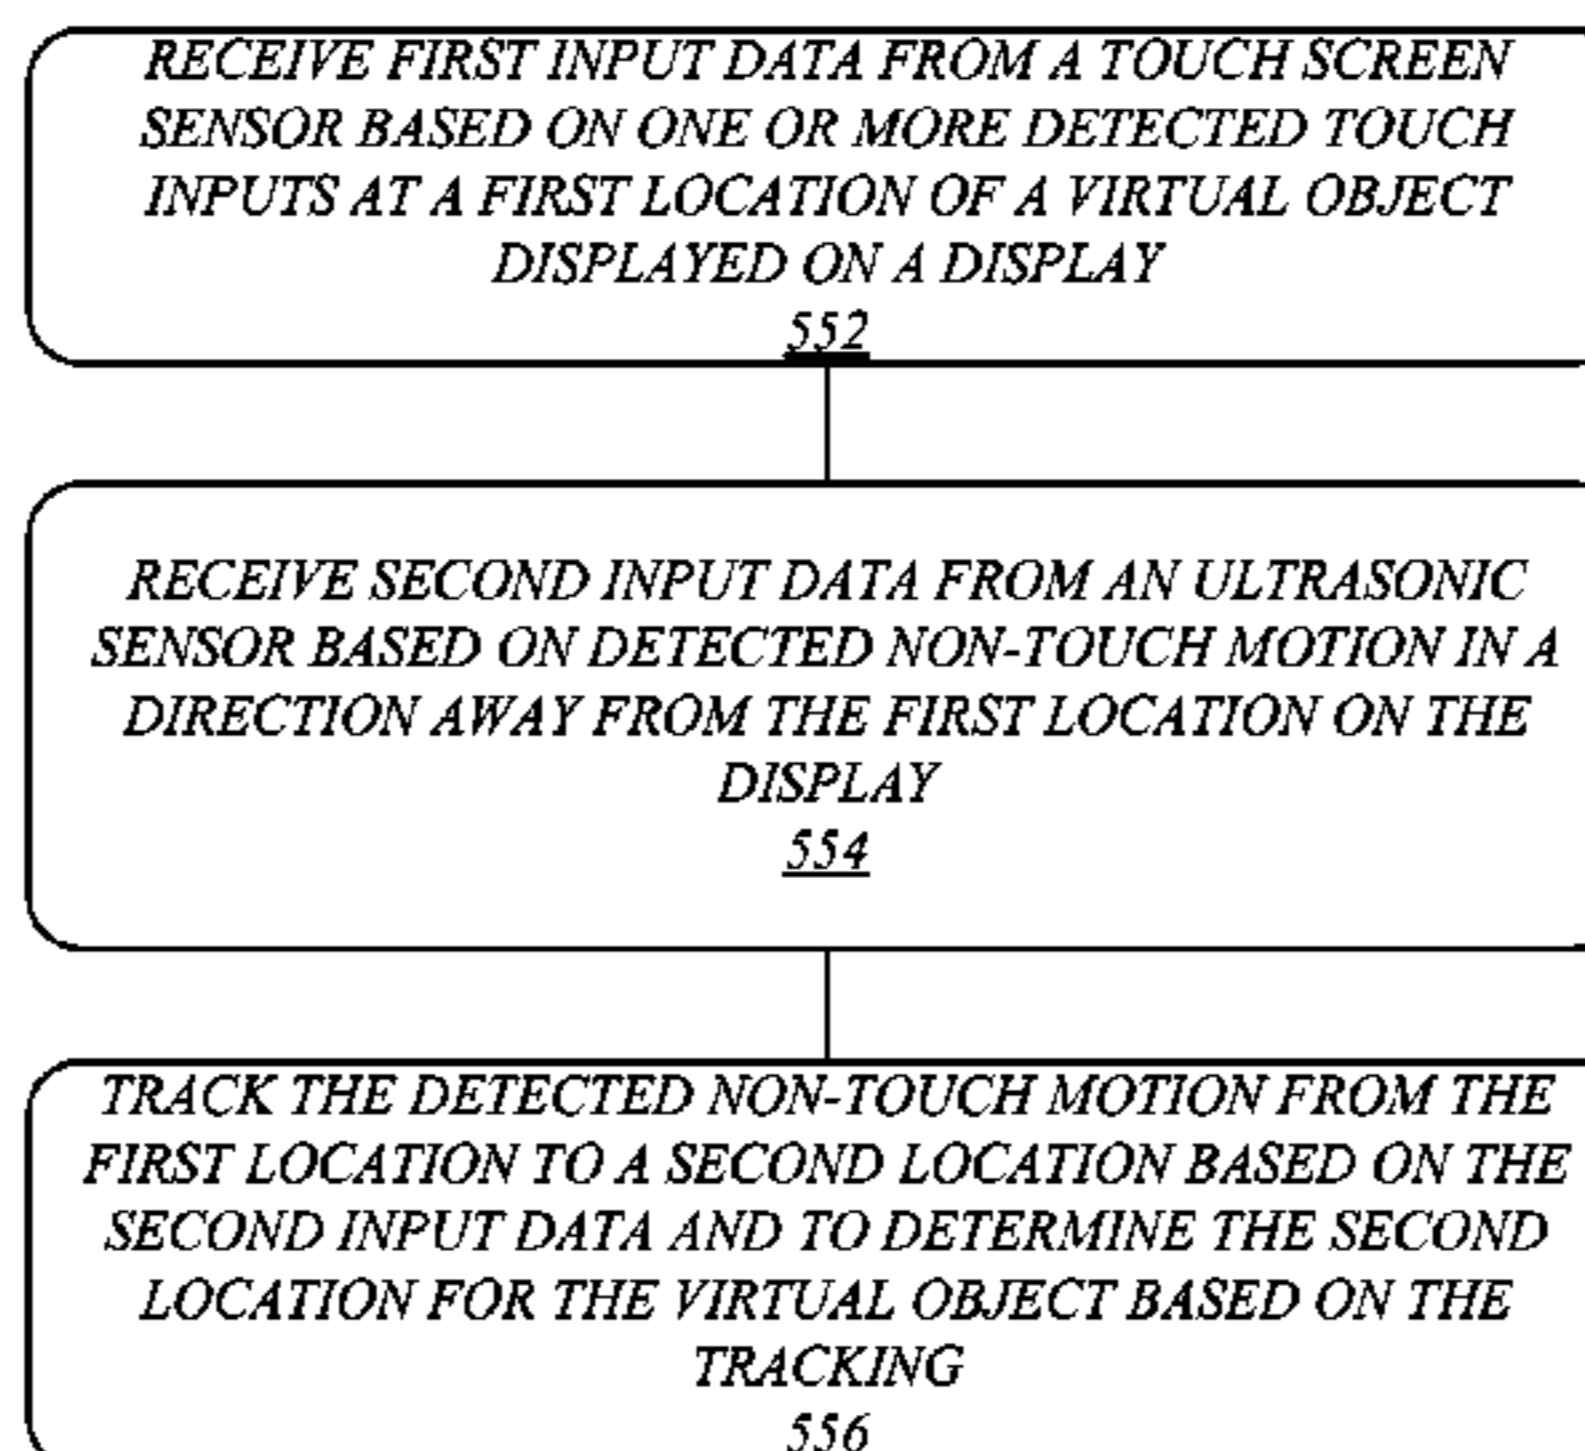 RECEIVE FIRST INPUT DATA FROM A TOUCH SCREEN
SENSOR BASED ON ONE OR MORE DETECTED TOUCH
INPUTS AT A FIRST LOCATION OF A VIRTUAL OBJECT
DISPLAYED ON A DISPLAY
552
RECEIVE SECOND INPUT DATA FROM AN ULTRASONIC
SENSOR BASED ON DETECTED NON-TOUCH MOTION IN A
DIRECTION AWAY FROM THE FIRST LOCATION ON THE
DISPLAY
554
TRACK THE DETECTED NON-TOUCH MOTION FROM THE
FIRST LOCATION TO A SECOND LOCATION BASED ON THE
SECOND INPUT DATA AND TO DETERMINE THE SECOND
LOCATION FOR THE VIRTUAL OBJECT BASED ON THE
TRACKING
556